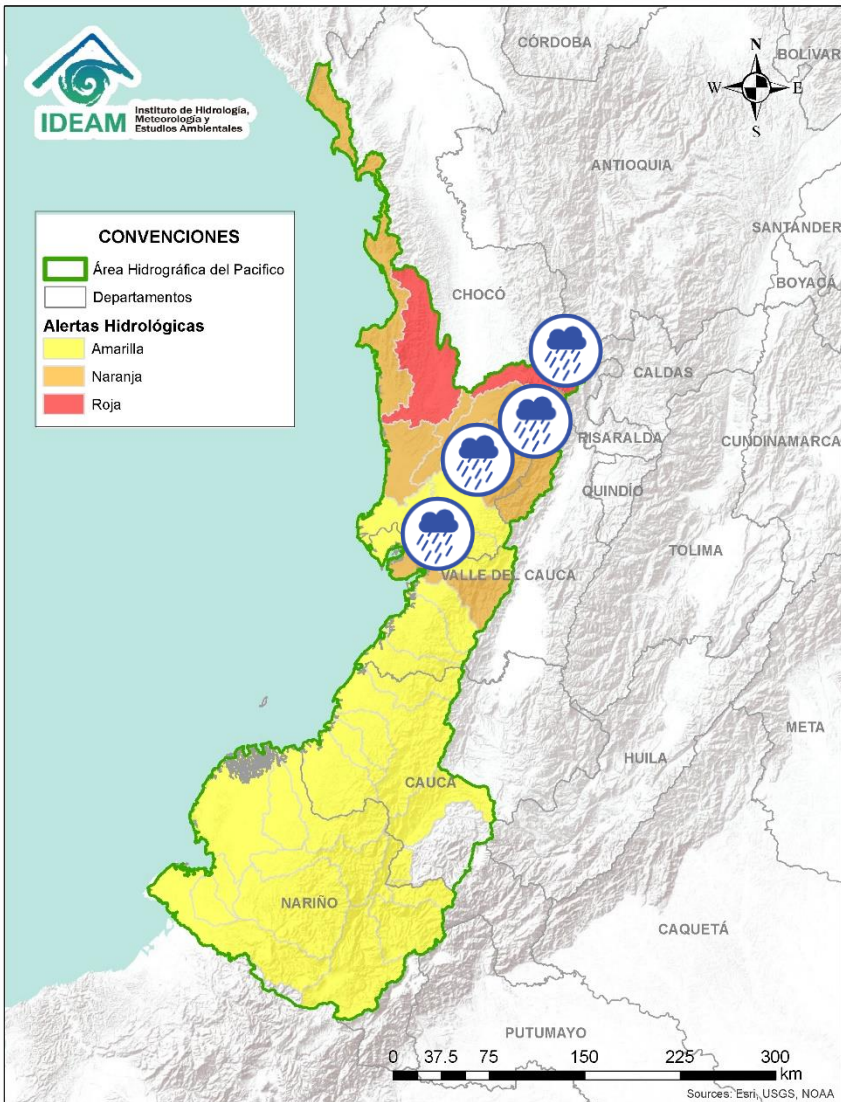 IDEAM
Instituto de Hidrología,
Meteorología y
Estudios Ambientales
CÓRDOBA
BOLÍVAR
N
W
E
S
ANTIOQUIA
SANTANDER
BOYACÁ
CONVENCIONES
Área Hidrográfica del Pacifico
Departamentos
Alertas Hidrológicas
Amarilla
Naranja
Roja
CHOCÓ
CALDAS
RISARALDA
CUNDINAMARCA
QUINDÍO
TOLIMA
VALLE DEL CAUCA
META
HUILA
CAUCA
NARIÑO
CAQUETÁ
PUTUMAYO
0 37.5 75 150 225 300
km
Sources: Esri, USGS, NOAA